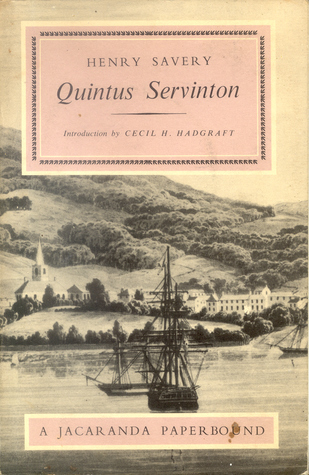 HENRY SAVERY
Quintus Servinton
Introduction by CECIL H. HADGRAFT
A JACARANDA PAPERBOUND